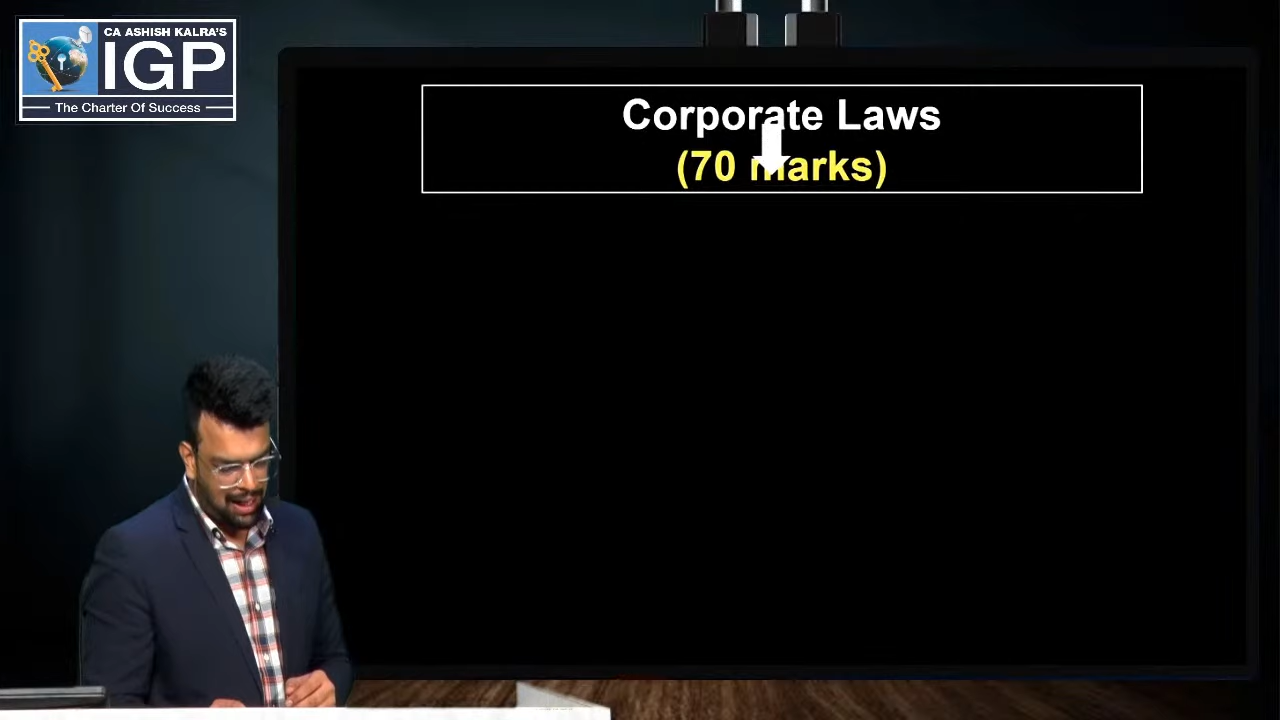 CA ASHISH KALRA'S
IGP
The Charter Of Success
Corporate Laws
(70 marks)